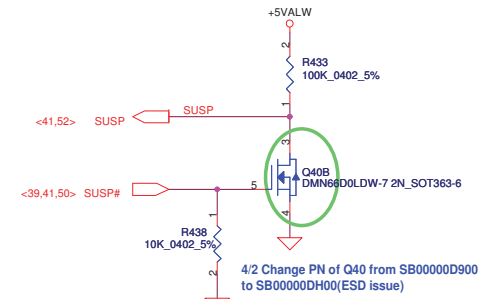 +5VALW
2
R433
100K_0402_5%
1
<41,52> SUSP SUSP
3
Q40B
DMN66D0LDW-7 2N_SOT363-6
<39,41,50> SUSP# 5
4
1
R438
10K_0402_5%
2
4/2 Change PN of Q40 from SB00000D900
to SB00000DH00(ESD issue)